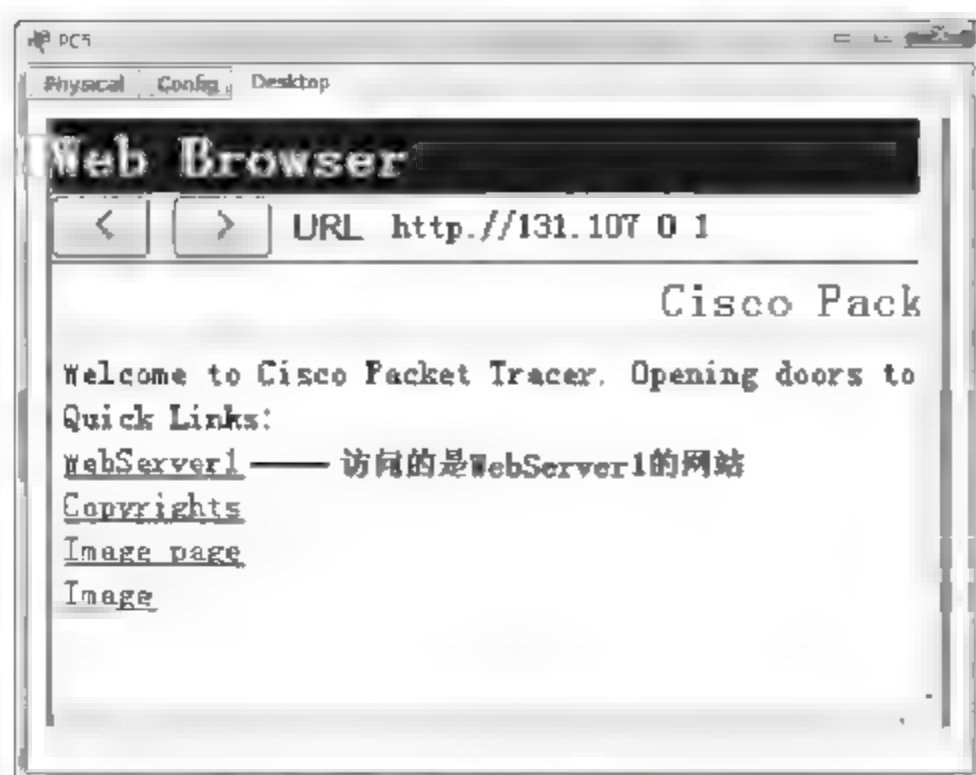 PC5
Physical Config Desktop
Web Browser
< > URL http://131.107.0.1
Cisco Pack
Welcome to Cisco Packet Tracer. Opening doors to
Quick Links:
WebServer1 —— 访问的是WebServer1的网站
Copyrights
Image page
Image